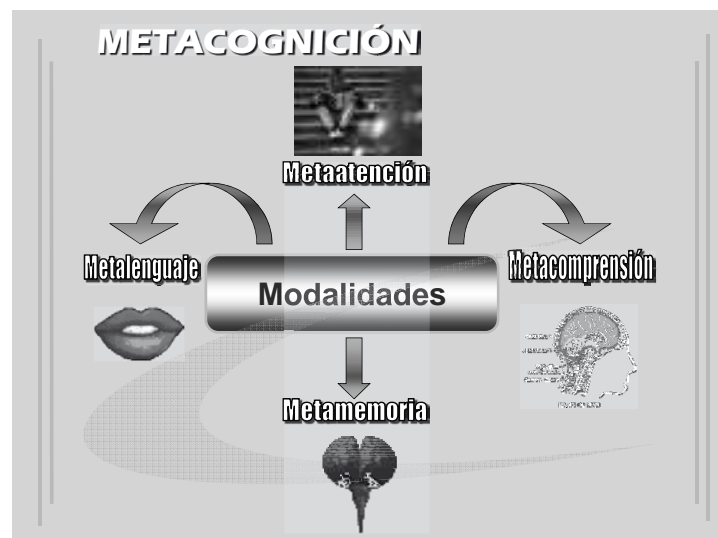 METACOGNICIÓN
Metaatención
Metalenguaje
Metacomprensión
Modalidades
Metamemoria